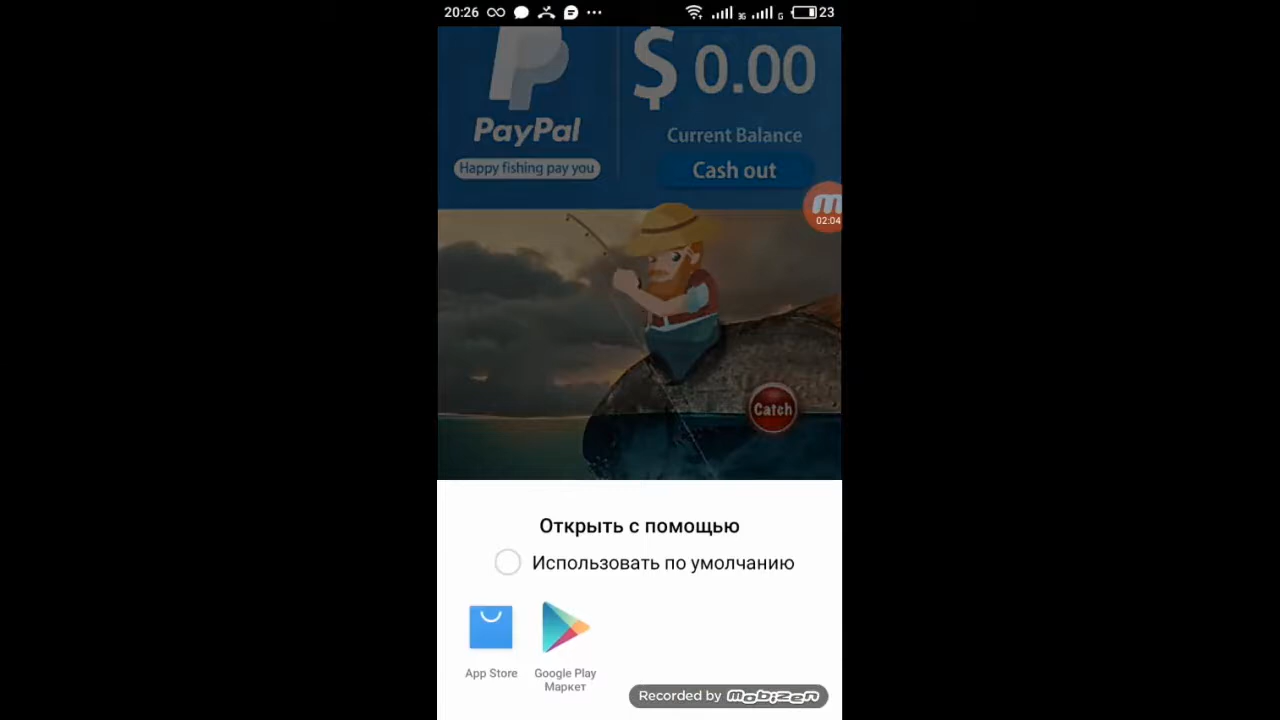 20:26
3G
G
23
$ 0.00
PayPal
Current Balance
Happy fishing pay you
Cash out
02:04
Catch
Открыть с помощью
Использовать по умолчанию
App Store
Google Play
Маркет
Recorded by mobizen